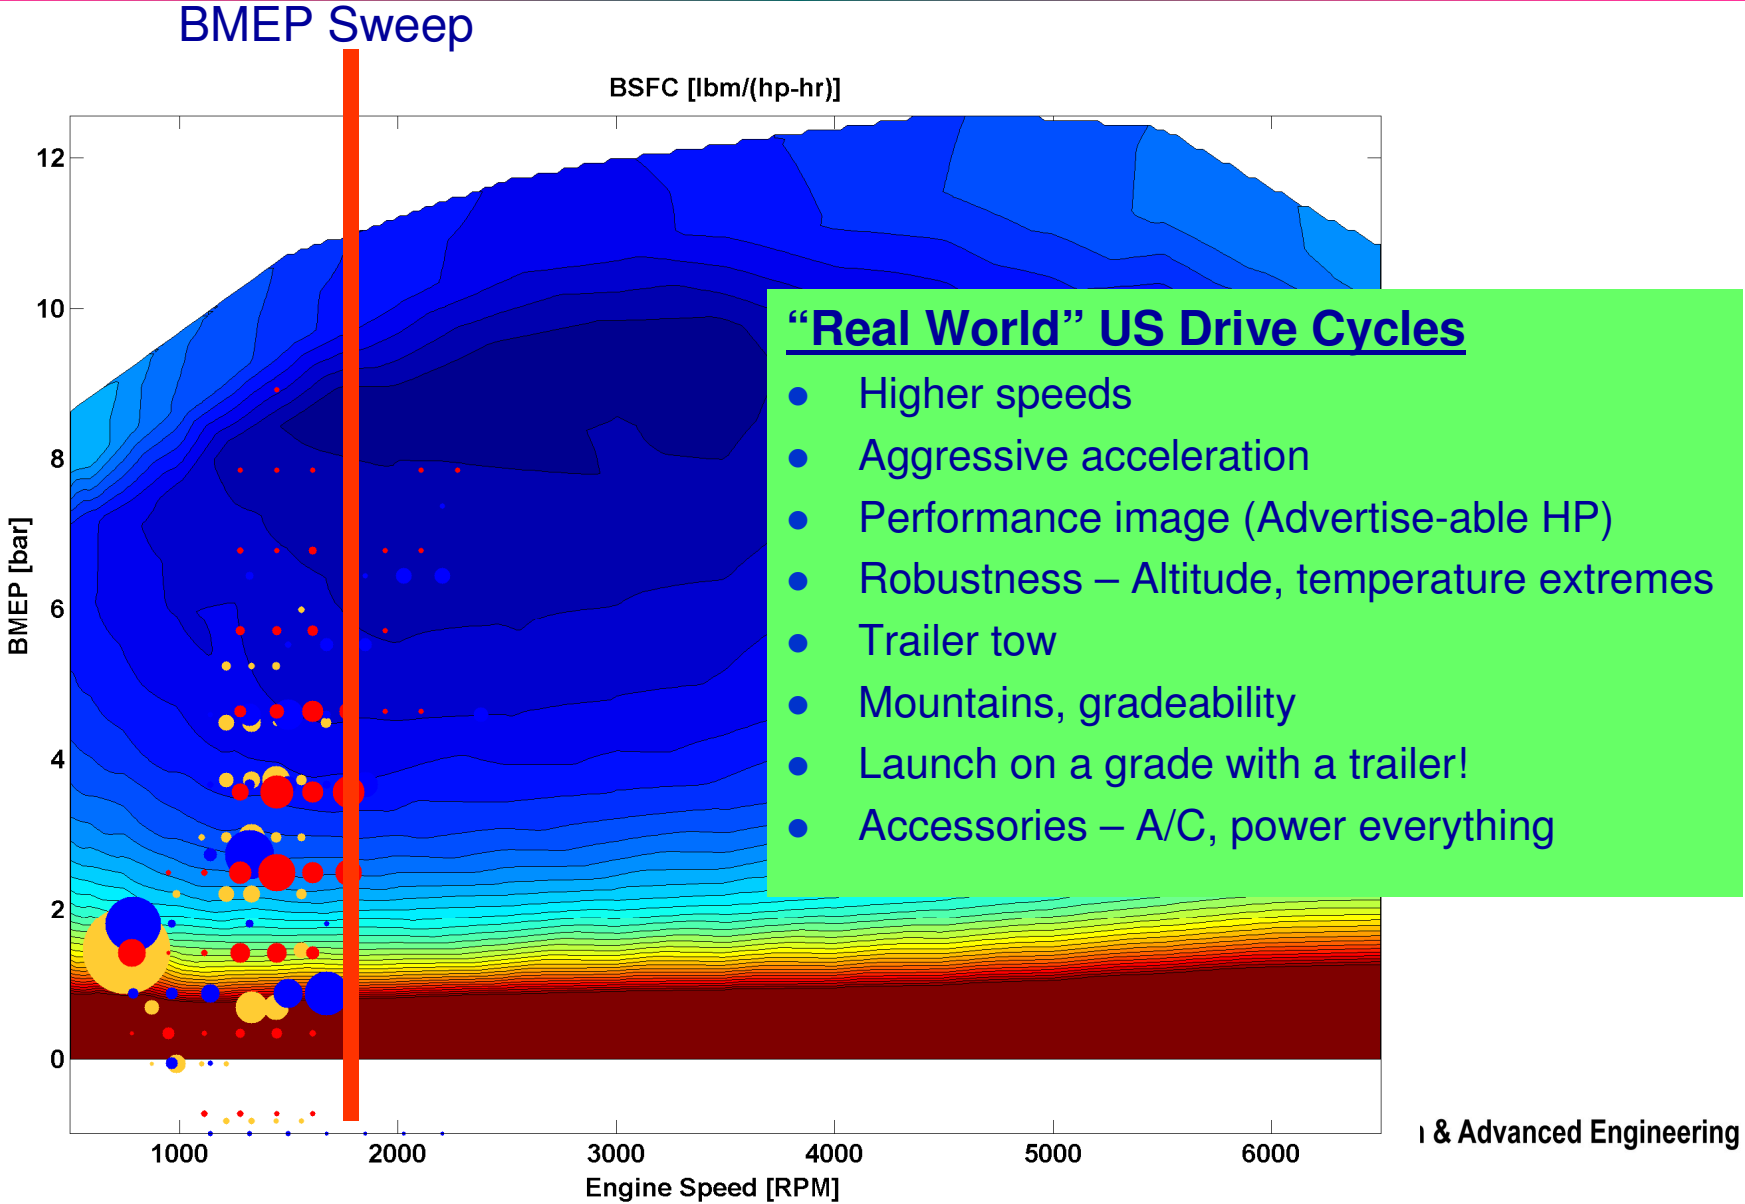 BMEP Sweep
BSFC [lbm/(hp-hr)]
12
10
8
6
4
2
0
BMEP [bar]
“Real World” US Drive Cycles
● Higher speeds
● Aggressive acceleration
● Performance image (Advertise-able HP)
● Robustness – Altitude, temperature extremes
● Trailer tow
● Mountains, gradeability
● Launch on a grade with a trailer!
● Accessories – A/C, power everything
& Advanced Engineering
1000 2000 3000 4000 5000 6000
Engine Speed [RPM]